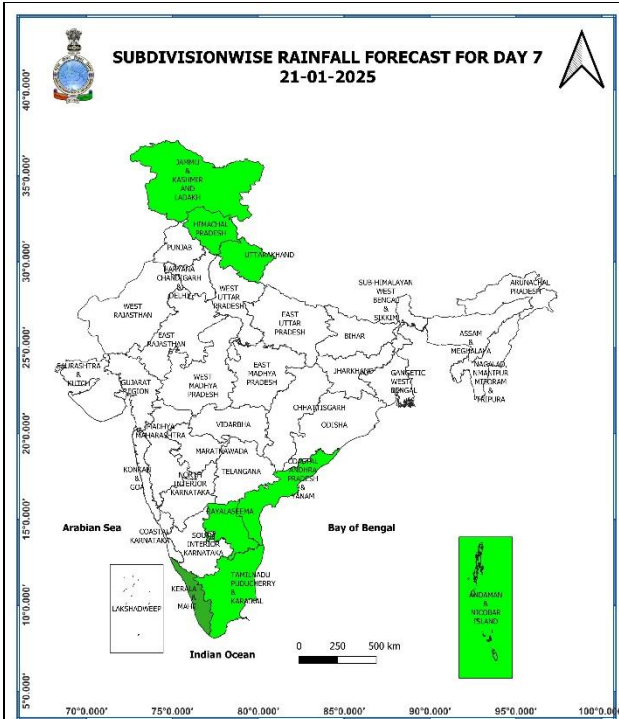 SUBDIVISIONWISE RAINFALL FORECAST FOR DAY 7
21-01-2025
40°0.000'
35°0.000'
30°0.000'
25°0.000'
20°0.000'
15°0.000'
10°0.000'
5°0.000'
JAMMU
&
KASHMIR
AND
LADAKH
HIMACHAL
PRADESH
UTTARAKHAND
PUNJAB
HARYANA
CHANDIGARH
&
DELHI
WEST
UTTAR
PRADESH
SUB-HIMALAYAN
WEST
BENGAL
&
SIKKIM
ARUNACHAL
PRADESH
WEST
RAJASTHAN
EAST
RAJASTHAN
EAST
UTTAR
PRADESH
BIHAR
ASSAM
&
MEGHALAYA
SAURASHTRA
&
KUTCH
GUJARAT
REGION
WEST
MADHYA
PRADESH
EAST
MADHYA
PRADESH
JHARKHAND
GANGETIC
WEST
BENGAL
MIZORAM
&
TRIPURA
CHHATTISGARH
ODISHA
MADHYA
MAHARASHTRA
VIDARBHA
MARATHWADA
KONKAN
&
GOA
NORTH
INTERIOR
KARNATAKA
TELANGANA
COASTAL
ANDHRA
PRADESH
&
YANAM
Arabian Sea
COASTAL
KARNATAKA
SOUTH
INTERIOR
KARNATAKA
RAYALASEEMA
Bay of Bengal
LAKSHADWEEP
KERALA
&
MAHE
TAMILNADU
PUDUCHERRY
&
KARAIKAL
ANDAMAN
&
NICOBAR
ISLAND
Indian Ocean
0 250 500 km
70°0.000' 75°0.000' 80°0.000' 85°0.000' 90°0.000' 95°0.000' 100°0.00